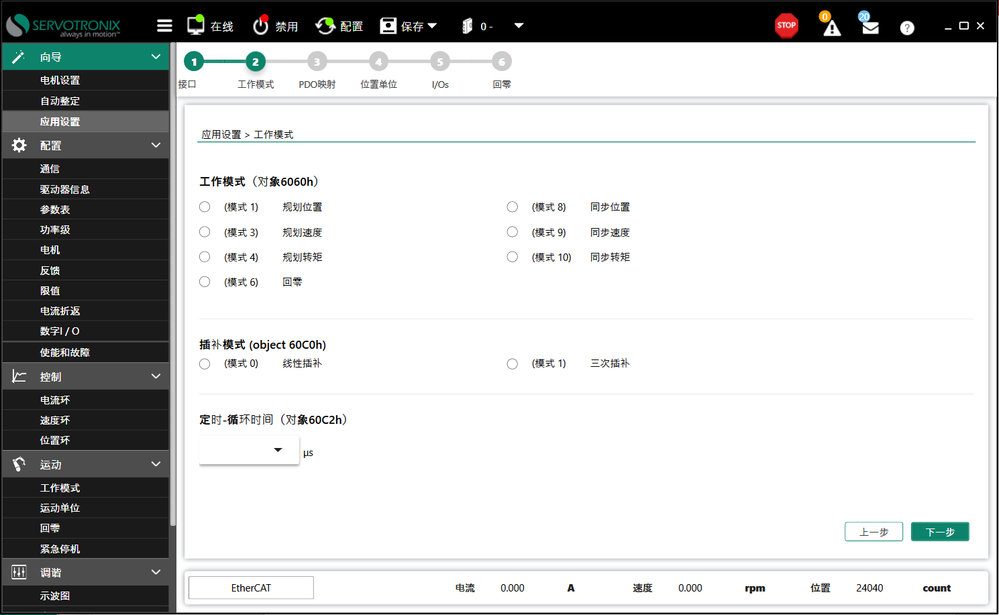 SERVOTRONIX
always in motion™
在线
禁用
配置
保存
0 -
STOP
0
20
?
向导
电机设置
自动整定
应用设置
配置
通信
驱动器信息
参数表
功率级
电机
反馈
限值
电流折返
数字I / O
使能和故障
控制
电流环
速度环
位置环
运动
工作模式
运动单位
回零
紧急停机
调谐
示波图
1 2 3 4 5 6
接口 工作模式 PDO映射 位置单位 I/Os 回零
应用设置 > 工作模式
工作模式（对象6060h）
(模式 1) 规划位置 (模式 8) 同步位置
(模式 3) 规划速度 (模式 9) 同步速度
(模式 4) 规划转矩 (模式 10) 同步转矩
(模式 6) 回零
插补模式 (object 60C0h)
(模式 0) 线性插补 (模式 1) 三次插补
定时-循环时间（对象60C2h）
µs
上一步 下一步
EtherCAT 电流 0.000 A 速度 0.000 rpm 位置 24040 count